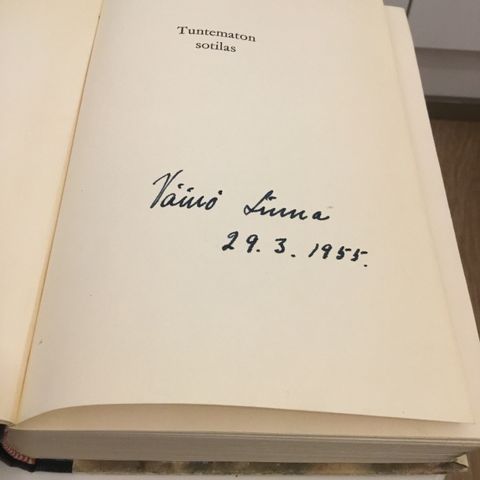 Tuntematon
sotilas
Väinö Linna
29.3.1955.